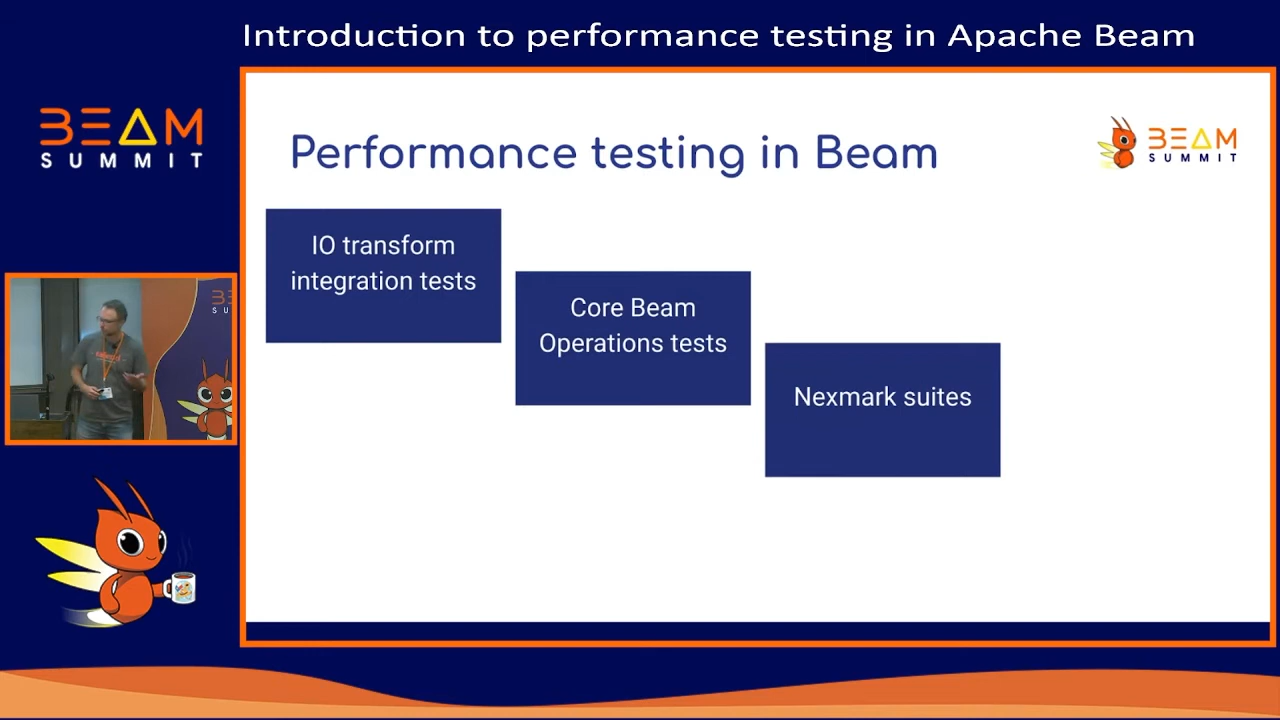 Introduction to performance testing in Apache Beam
BEAM
SUMMIT
Performance testing in Beam
BEAM
SUMMIT
IO transform
integration tests
Core Beam
Operations tests
Nexmark suites